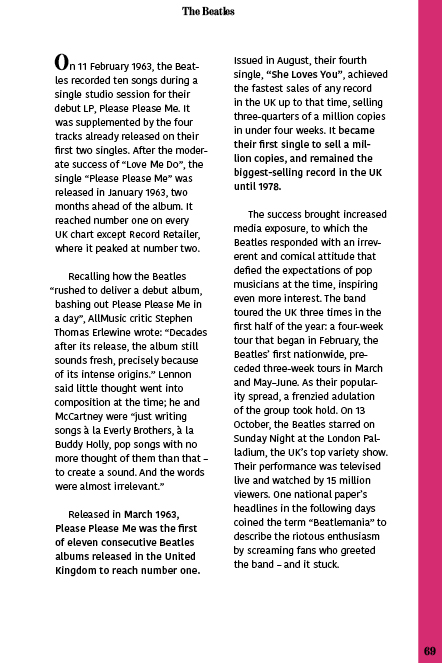 The Beatles
On 11 February 1963, the Beat-
les recorded ten songs during a
single studio session for their
debut LP, Please Please Me. It
was supplemented by the four
tracks already released on their
first two singles. After the moder-
ate success of “Love Me Do”, the
single “Please Please Me” was
released in January 1963, two
months ahead of the album. It
reached number one on every
UK chart except Record Retailer,
where it peaked at number two.
Recalling how the Beatles
“rushed to deliver a debut album,
bashing out Please Please Me in
a day”, AllMusic critic Stephen
Thomas Erlewine wrote: “Decades
after its release, the album still
sounds fresh, precisely because
of its intense origins.” Lennon
said little thought went into
composition at the time; he and
McCartney were “just writing
songs à la Everly Brothers, à la
Buddy Holly, pop songs with no
more thought of them than that –
to create a sound. And the words
were almost irrelevant.”
Released in March 1963,
Please Please Me was the first
of eleven consecutive Beatles
albums released in the United
Kingdom to reach number one.
Issued in August, their fourth
single, “She Loves You”, achieved
the fastest sales of any record
in the UK up to that time, selling
three-quarters of a million copies
in under four weeks. It became
their first single to sell a mil-
lion copies, and remained the
biggest-selling record in the UK
until 1978.
The success brought increased
media exposure, to which the
Beatles responded with an irrev-
erent and comical attitude that
defied the expectations of pop
musicians at the time, inspiring
even more interest. The band
toured the UK three times in the
first half of the year: a four-week
tour that began in February, the
Beatles’ first nationwide, pre-
ceded three-week tours in March
and May–June. As their popular-
ity spread, a frenzied adulation
of the group took hold. On 13
October, the Beatles starred on
Sunday Night at the London Pal-
ladium, the UK’s top variety show.
Their performance was televised
live and watched by 15 million
viewers. One national paper’s
headlines in the following days
coined the term “Beatlemania” to
describe the riotous enthusiasm
by screaming fans who greeted
the band – and it stuck.
69